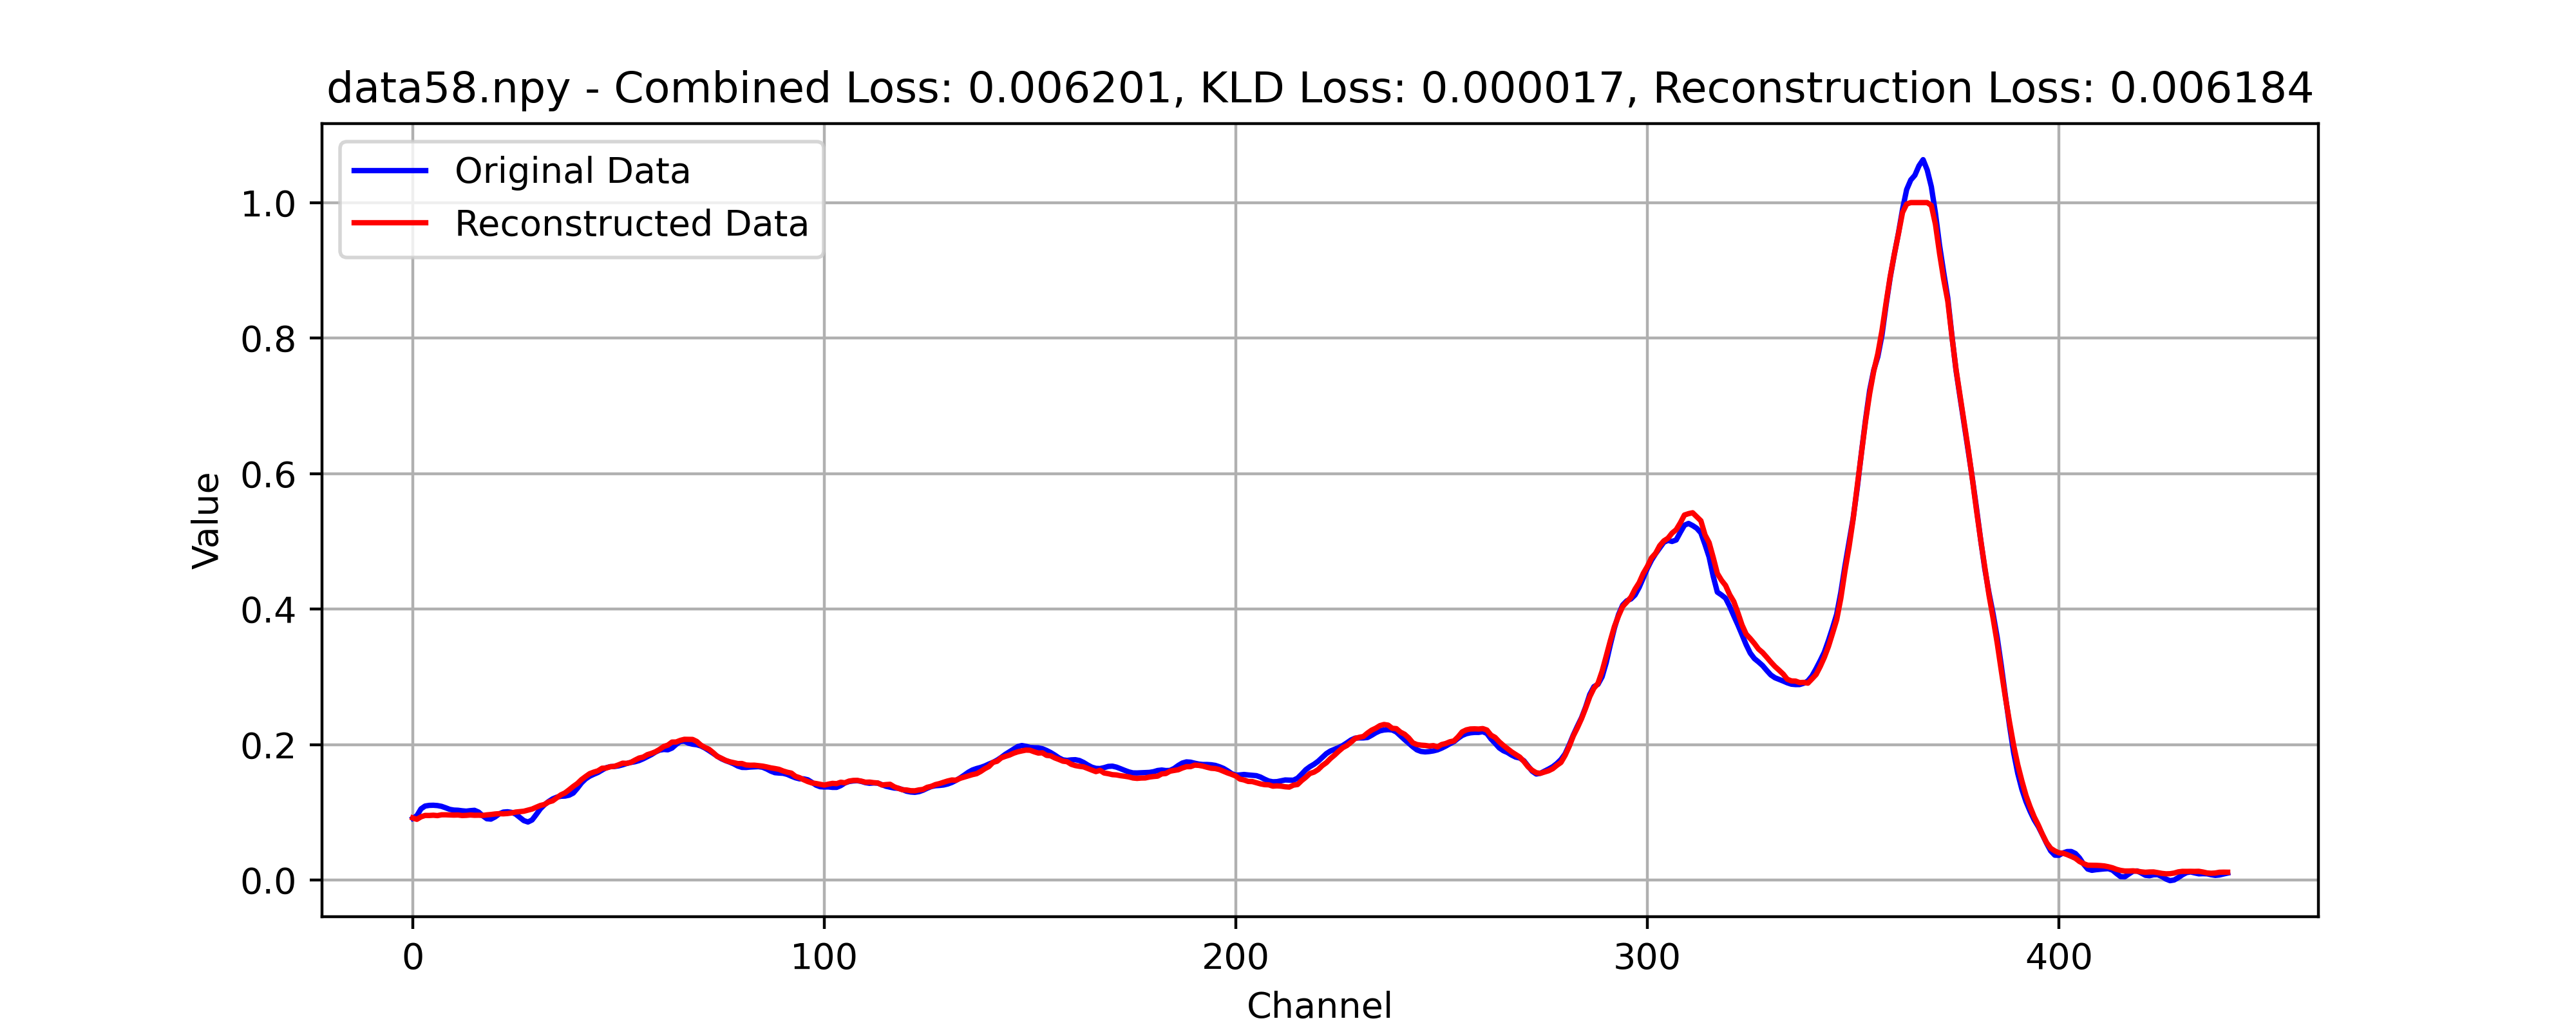 data58.npy - Combined Loss: 0.006201, KLD Loss: 0.000017, Reconstruction Loss: 0.006184
Original Data
Reconstructed Data
1.0
0.8
0.6
0.4
0.2
0.0
Value
0 100 200 300 400
Channel